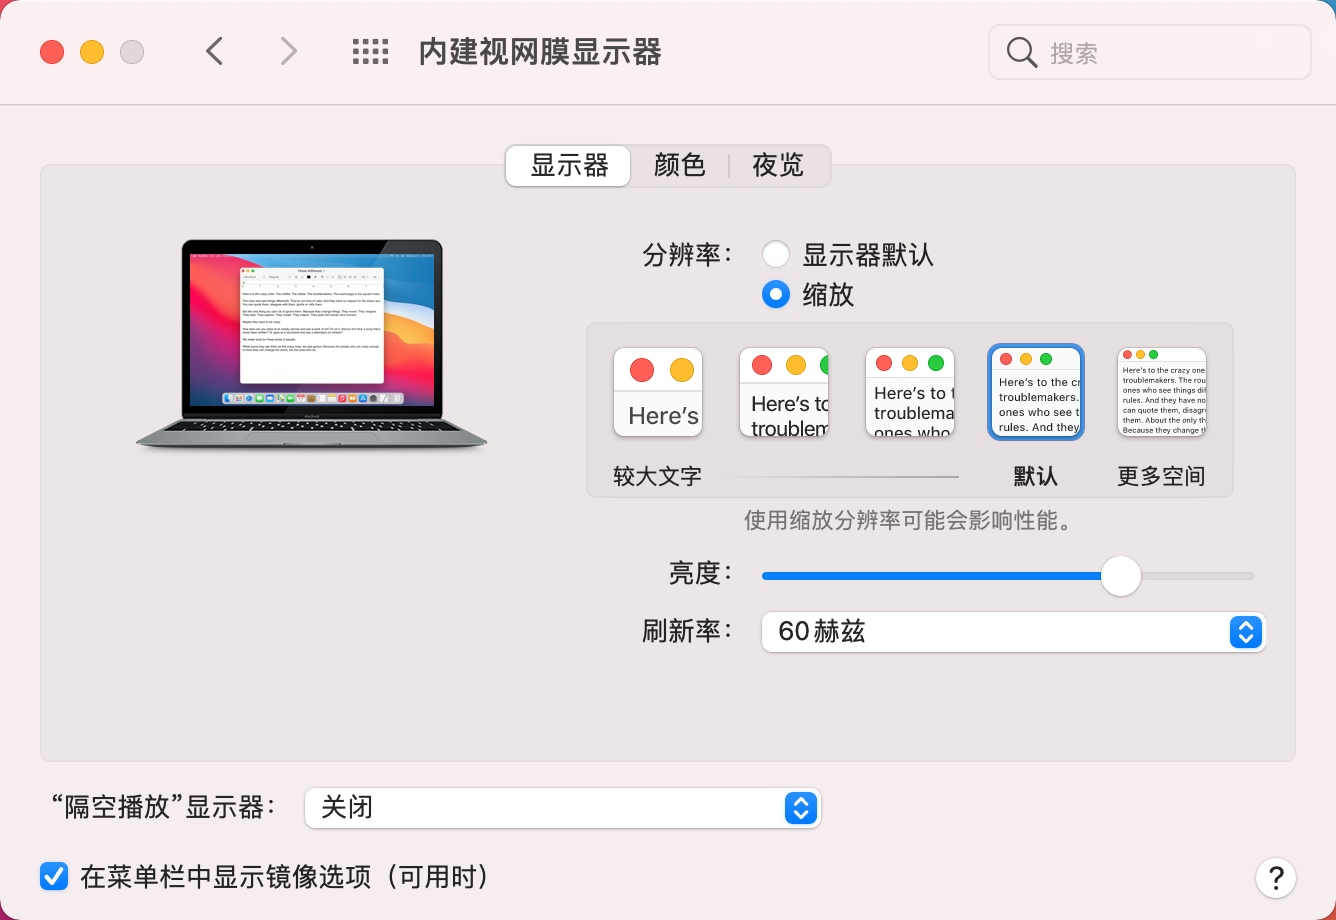 内建视网膜显示器
搜索
显示器
颜色
夜览
分辨率：
显示器默认
缩放
Here's
Here's to
troublem
Here's to t
troublema
ones who
Here's to the cr
troublemakers.
ones who see t
rules. And they
Here's to the crazy one
troublemakers. The rou
ones who see things dif
rules. And they have no
can quote them, disagre
them. About the only th
Because they change t
较大文字
默认
更多空间
使用缩放分辨率可能会影响性能。
亮度：
刷新率：
60 赫兹
“隔空播放”显示器：
关闭
在菜单栏中显示镜像选项（可用时）
?